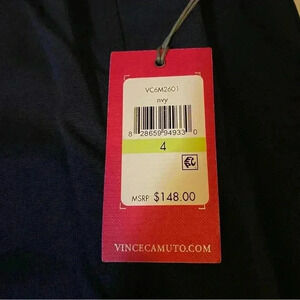 VC6M2601
nvy
8 28659 94933 0
4
MSRP $148.00
VINCECAMUTO.COM